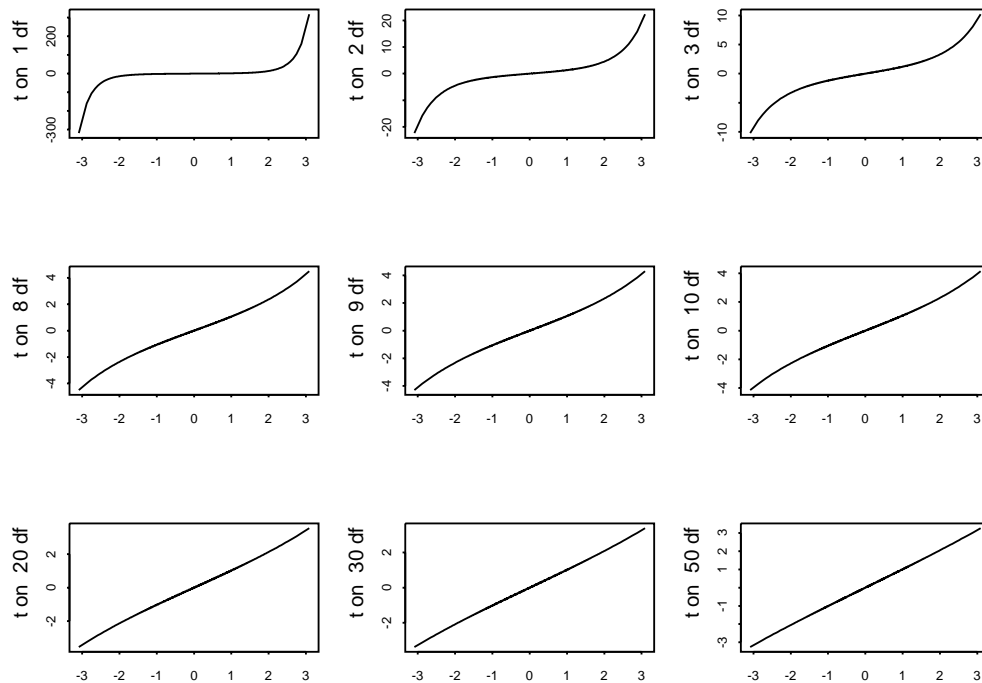 t on 1 df
200
0
-300
-3 -2 -1 0 1 2 3
t on 2 df
20
10
0
-20
-3 -2 -1 0 1 2 3
t on 3 df
10
5
0
-10
-3 -2 -1 0 1 2 3
t on 8 df
4
2
0
-2
-4
-3 -2 -1 0 1 2 3
t on 9 df
4
2
0
-2
-4
-3 -2 -1 0 1 2 3
t on 10 df
4
2
0
-2
-4
-3 -2 -1 0 1 2 3
t on 20 df
2
0
-2
-3 -2 -1 0 1 2 3
t on 30 df
2
0
-2
-3 -2 -1 0 1 2 3
t on 50 df
3
1
-1
-3
-3 -2 -1 0 1 2 3